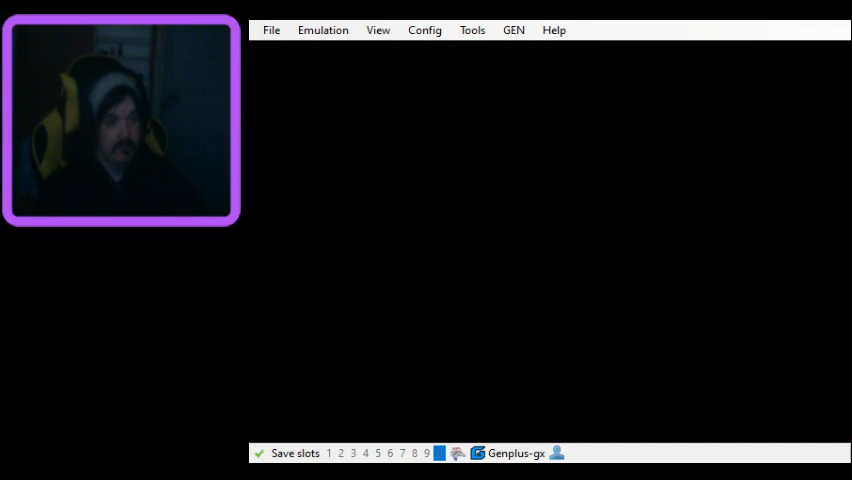 File Emulation View Config Tools GEN Help
Save slots 1 2 3 4 5 6 7 8 9 0 Genplus-gx